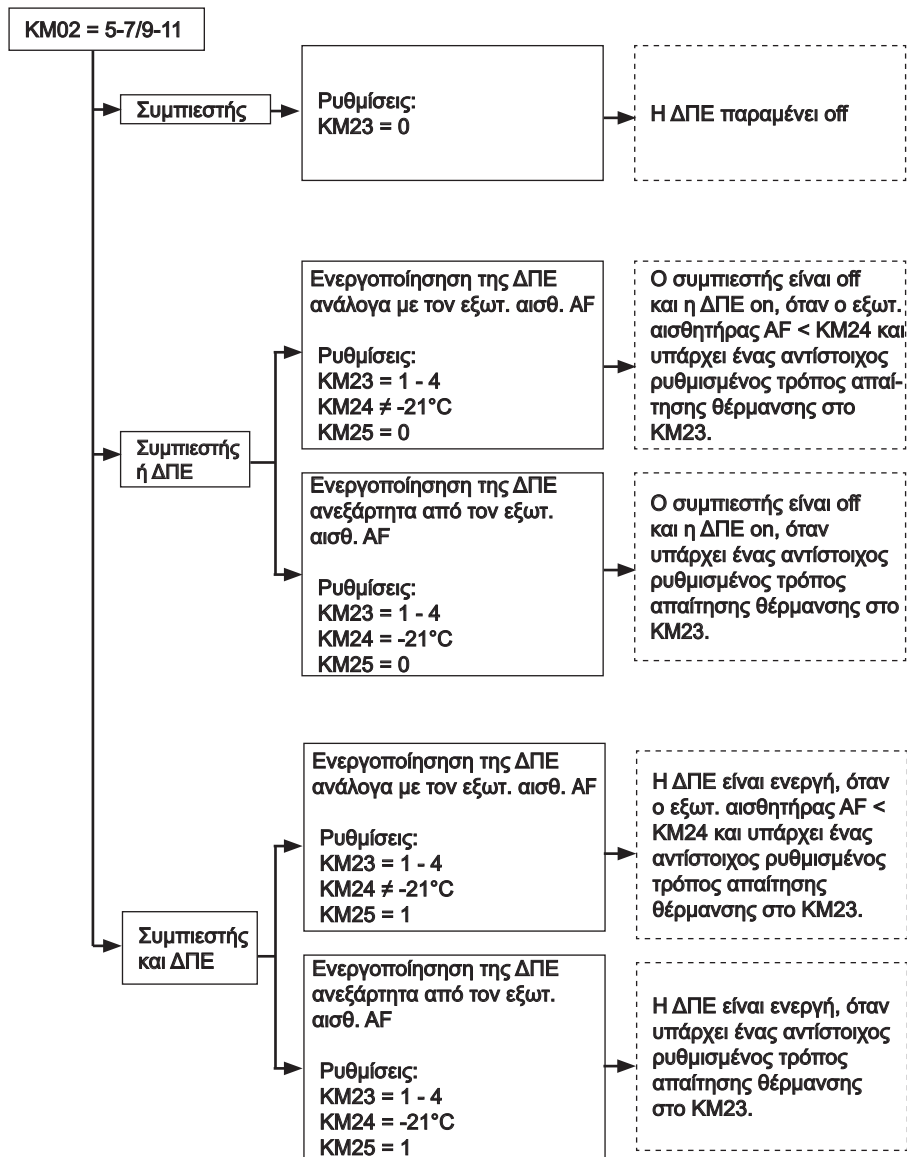 KM02 = 5-7/9-11
Συμπιεστής
Ρυθμίσεις:
KM23 = 0
Η ΔΠΕ παραμένει off
Συμπιεστής
ή ΔΠΕ
Ενεργοποίησηση της ΔΠΕ
ανάλογα με τον εξωτ. αισθ. AF
Ρυθμίσεις:
KM23 = 1 - 4
KM24 ≠ -21°C
KM25 = 0
Ο συμπιεστής είναι off
και η ΔΠΕ on, όταν ο εξωτ.
αισθητήρας AF < KM24 και
υπάρχει ένας αντίστοιχος
ρυθμισμένος τρόπος απαί-
τησης θέρμανσης στο
KM23.
Ενεργοποίησηση της ΔΠΕ
ανεξάρτητα από τον εξωτ.
αισθ. AF
Ρυθμίσεις:
KM23 = 1 - 4
KM24 = -21°C
KM25 = 0
Ο συμπιεστής είναι off
και η ΔΠΕ on, όταν
υπάρχει ένας αντίστοιχος
ρυθμισμένος τρόπος
απαίτησης θέρμανσης στο
KM23.
Συμπιεστής
και ΔΠΕ
Ενεργοποίησηση της ΔΠΕ
ανάλογα με τον εξωτ. αισθ. AF
Ρυθμίσεις:
KM23 = 1 - 4
KM24 ≠ -21°C
KM25 = 1
Η ΔΠΕ είναι ενεργή, όταν
ο εξωτ. αισθητήρας AF <
KM24 και υπάρχει ένας
αντίστοιχος ρυθμισμένος
τρόπος απαίτησης
θέρμανσης στο KM23.
Ενεργοποίησηση της ΔΠΕ
ανεξάρτητα από τον εξωτ.
αισθ. AF
Ρυθμίσεις:
KM23 = 1 - 4
KM24 = -21°C
KM25 = 1
Η ΔΠΕ είναι ενεργή, όταν
υπάρχει ένας αντίστοιχος
ρυθμισμένος τρόπος
απαίτησης θέρμανσης
στο KM23.